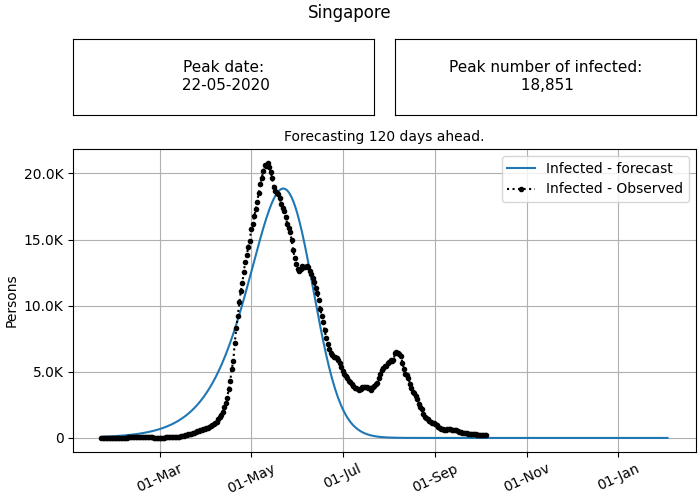 Singapore
Peak date:
22-05-2020
Peak number of infected:
18,851
Forecasting 120 days ahead.
Infected - forecast
Infected - Observed
20.0K
15.0K
10.0K
5.0K
0
Persons
01-Mar
01-May
01-Jul
01-Sep
01-Nov
01-Jan